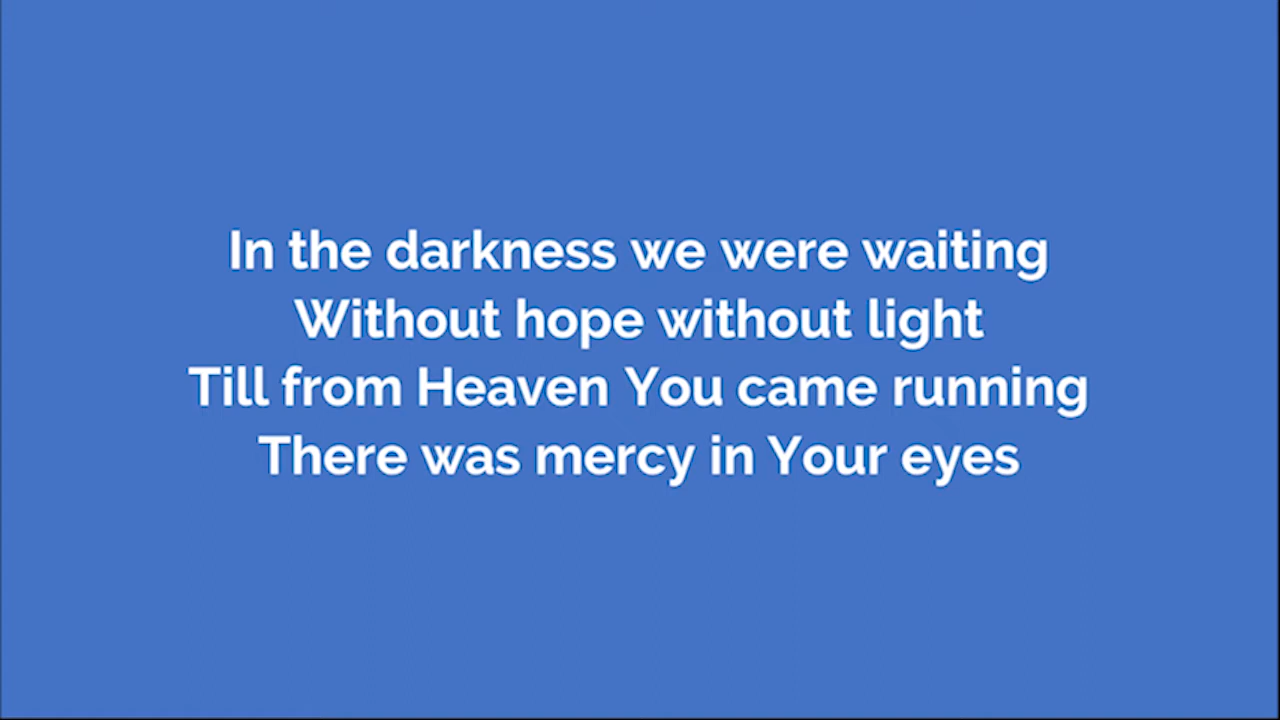 In the darkness we were waiting
Without hope without light
Till from Heaven You came running
There was mercy in Your eyes